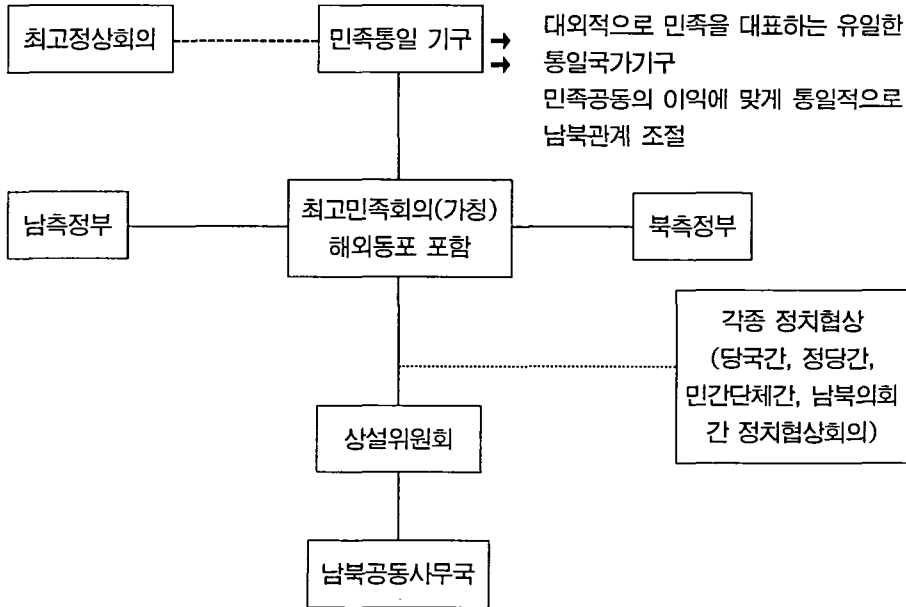 최고정상회의
민족통일 기구
→ 대외적으로 민족을 대표하는 유일한
→ 통일국가기구
민족공동의 이익에 맞게 통일적으로
남북관계 조절
남측정부
최고민족회의(가칭)
해외동포 포함
북측정부
각종 정치협상
(당국간, 정당간,
민간단체간, 남북의회
간 정치협상회의)
상설위원회
남북공동사무국